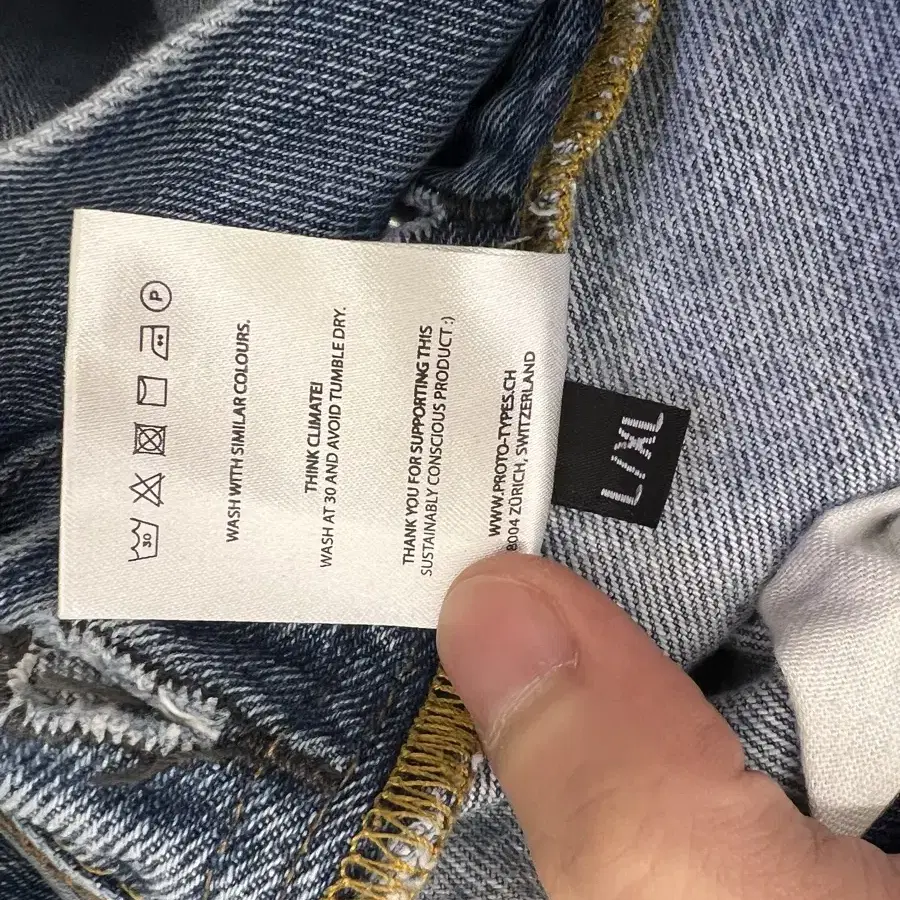 30
P
WASH WITH SIMILAR COLOURS.
THINK CLIMATE!
WASH AT 30 AND AVOID TUMBLE DRY.
THANK YOU FOR SUPPORTING THIS
SUSTAINABLY CONSCIOUS PRODUCT :)
WWW.PROTO-TYPES.CH
8004 ZÜRICH, SWITZERLAND
L//XL